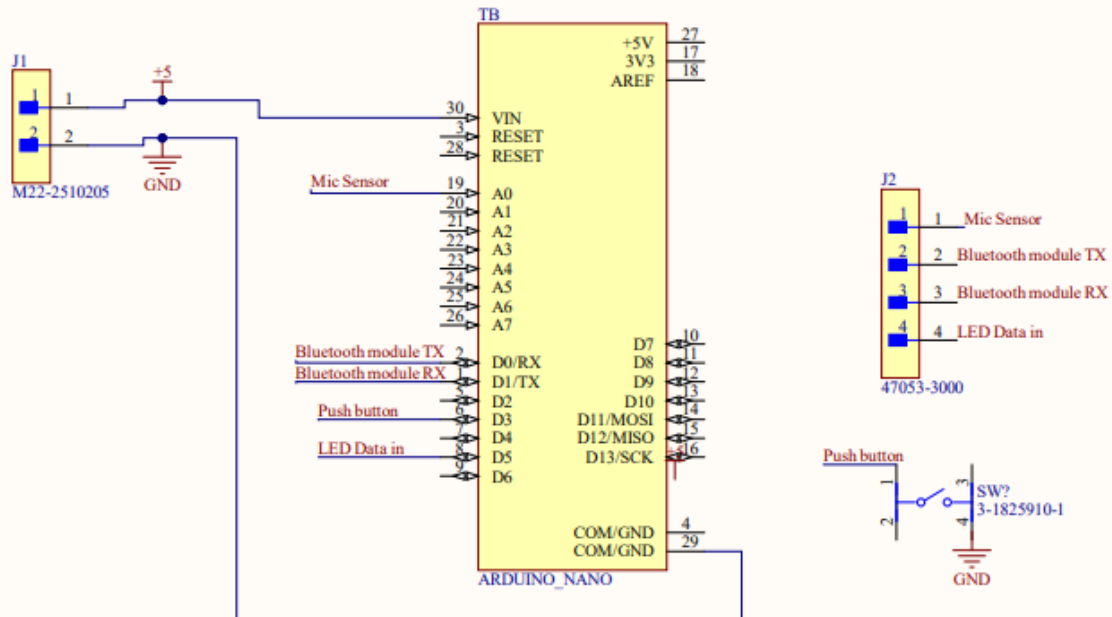 TB
J1
+5
1 1
2 2
GND
M22-2510205
+5V 27
3V3 17
AREF 18
30 VIN
3 RESET
28 RESET
Mic Sensor 19 A0
20 A1
21 A2
22 A3
23 A4
24 A5
25 A6
26 A7
Bluetooth module TX 2 D0/RX
Bluetooth module RX 1 D1/TX
5 D2
Push button 6 D3
7 D4
LED Data in 8 D5
9 D6
D7 10
D8 11
D9 12
D10 13
D11/MOSI 14
D12/MISO 15
D13/SCK 16
+5
COM/GND 4
COM/GND 29
ARDUINO_NANO
J2
1 1 Mic Sensor
2 2 Bluetooth module TX
3 3 Bluetooth module RX
4 4 LED Data in
47053-3000
Push button
1 3
2 4
SW?
3-1825910-1
GND